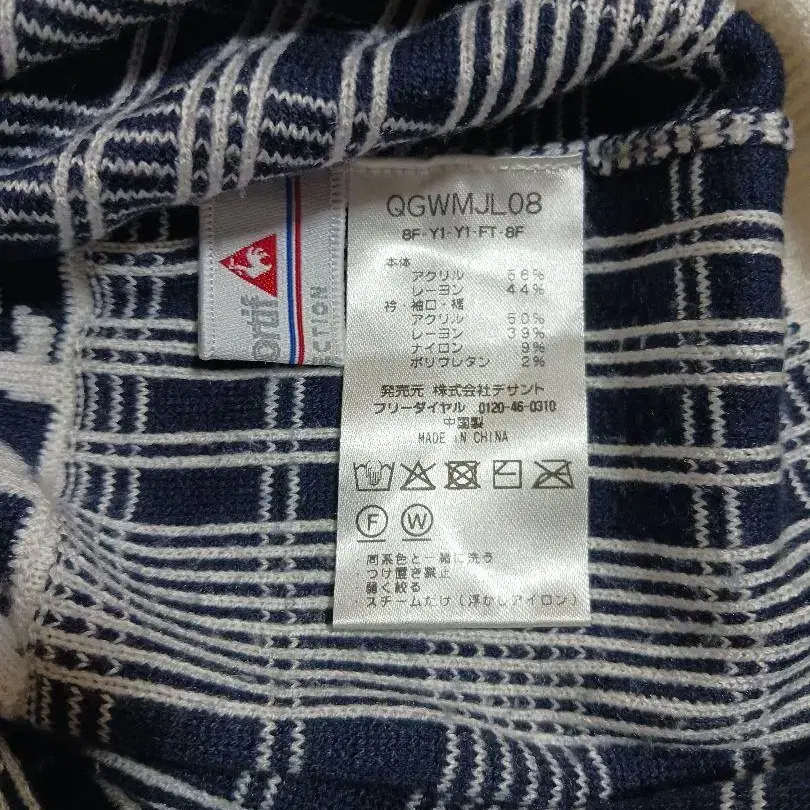 QGWMJL08
8F-Y1-Y1-FT-8F
本体
アクリル 56%
レーヨン 44%
衿・袖口・裾
アクリル 50%
レーヨン 39%
ナイロン 9%
ポリウレタン 2%
発売元 株式会社デサント
フリーダイヤル 0120-46-0310
中国製
MADE IN CHINA
F W
・同系色と一緒に洗う
・つけ置き禁止
・弱く絞る
・スチームだけ(浮かしアイロン)
ortif
CTION